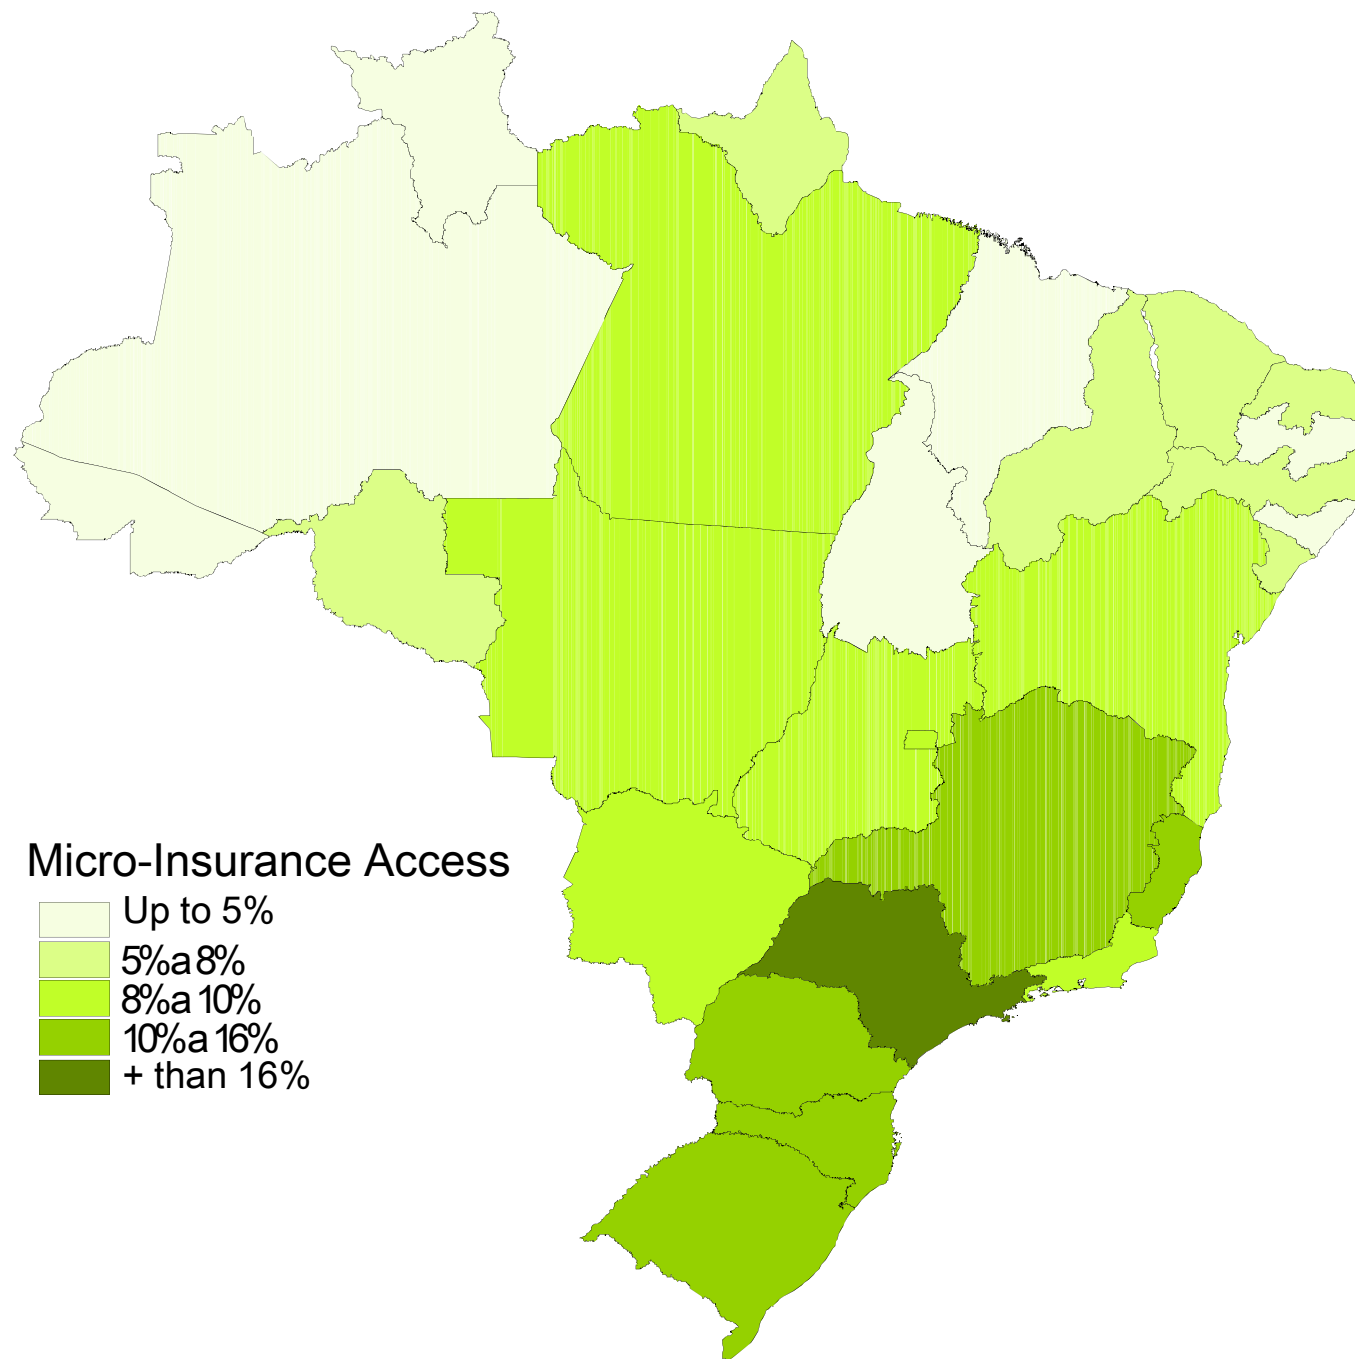 Micro-Insurance Access
Up to 5%
5%a 8%
8%a 10%
10%a 16%
+ than 16%